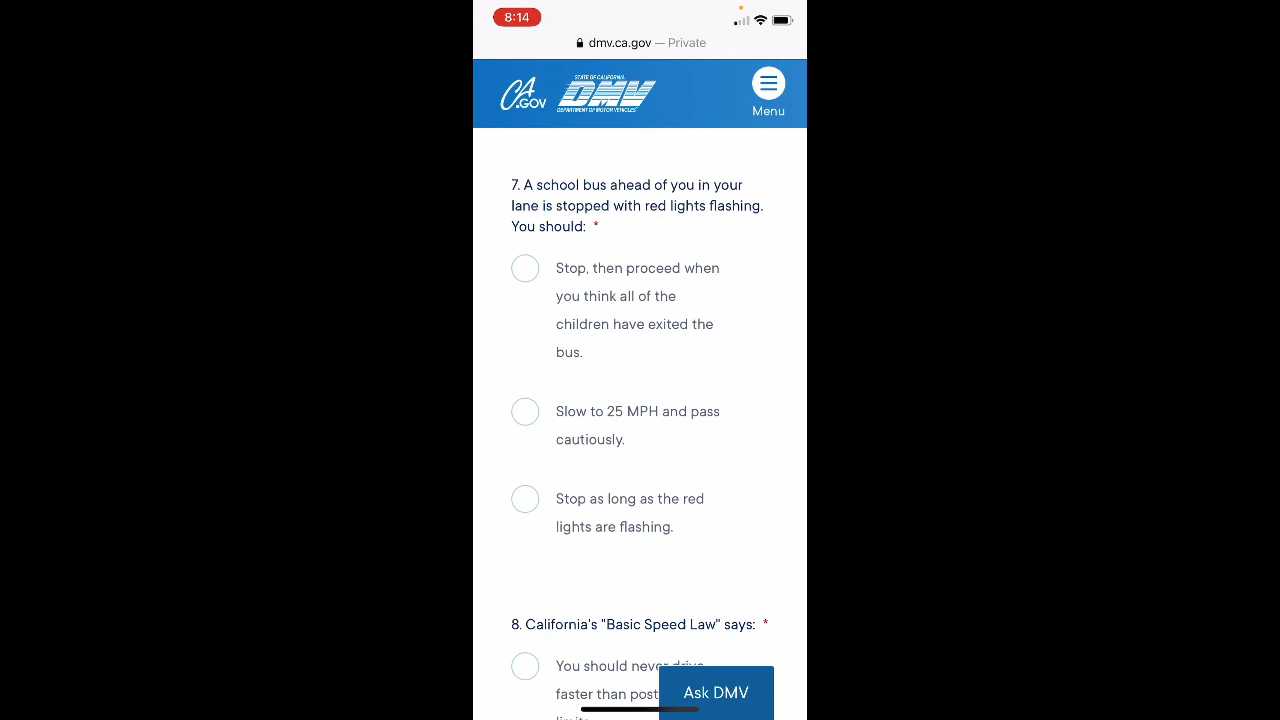 8:14
dmv.ca.gov — Private
CA.GOV
STATE OF CALIFORNIA
DMV
DEPARTMENT OF MOTOR VEHICLES
Menu
7. A school bus ahead of you in your
lane is stopped with red lights flashing.
You should: *
Stop, then proceed when
you think all of the
children have exited the
bus.
Slow to 25 MPH and pass
cautiously.
Stop as long as the red
lights are flashing.
8. California's "Basic Speed Law" says: *
You should never drive
faster than post
Ask DMV